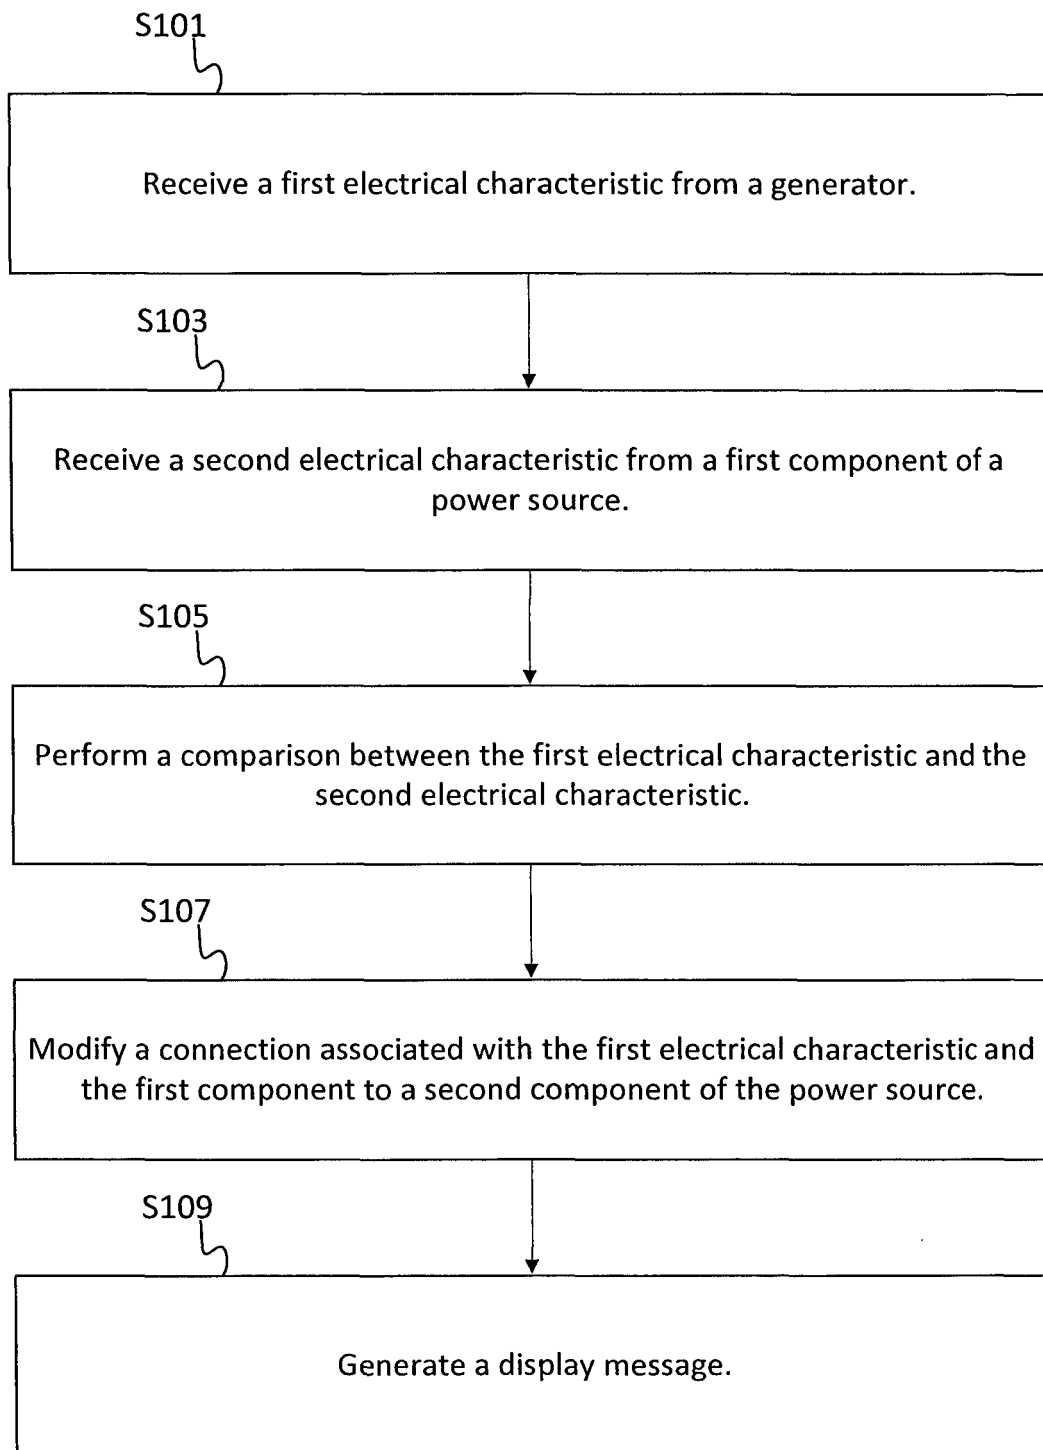 S101
Receive a first electrical characteristic from a generator.
S103
Receive a second electrical characteristic from a first component of a
power source.
S105
Perform a comparison between the first electrical characteristic and the
second electrical characteristic.
S107
Modify a connection associated with the first electrical characteristic and
the first component to a second component of the power source.
S109
Generate a display message.